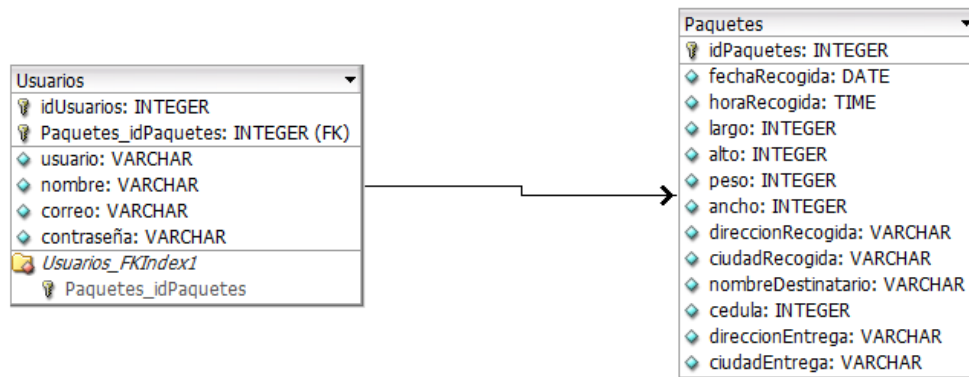 Usuarios
idUsuarios: INTEGER
Paquetes_idPaquetes: INTEGER (FK)
usuario: VARCHAR
nombre: VARCHAR
correo: VARCHAR
contraseña: VARCHAR
Usuarios_FKIndex1
Paquetes_idPaquetes
Paquetes
idPaquetes: INTEGER
fechaRecogida: DATE
horaRecogida: TIME
largo: INTEGER
alto: INTEGER
peso: INTEGER
ancho: INTEGER
direccionRecogida: VARCHAR
ciudadRecogida: VARCHAR
nombreDestinatario: VARCHAR
cedula: INTEGER
direccionEntrega: VARCHAR
ciudadEntrega: VARCHAR